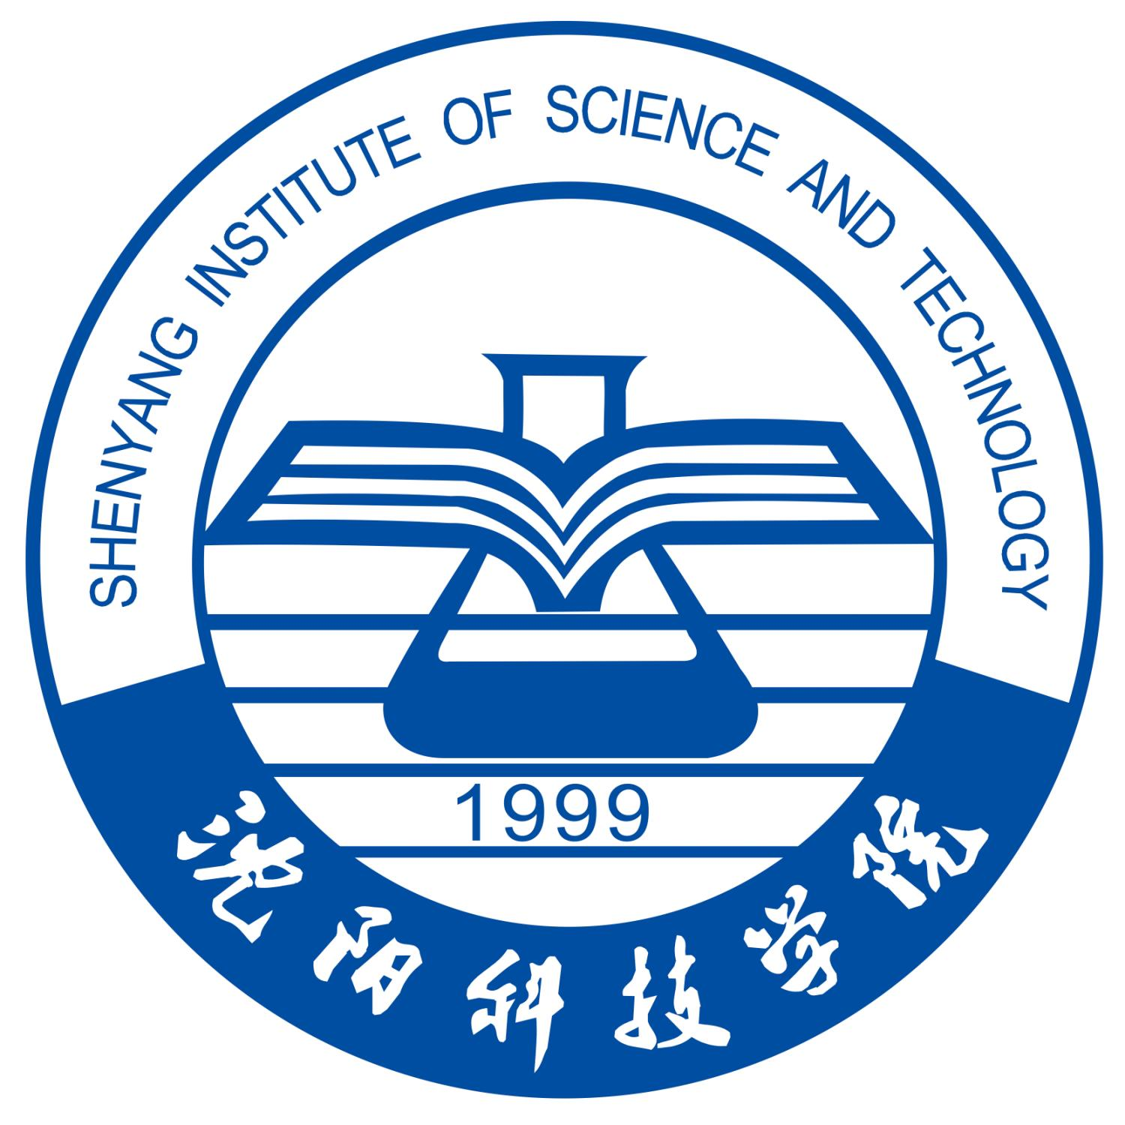 SHENYANG INSTITUTE OF SCIENCE AND TECHNOLOGY
1999
沈阳科技学院